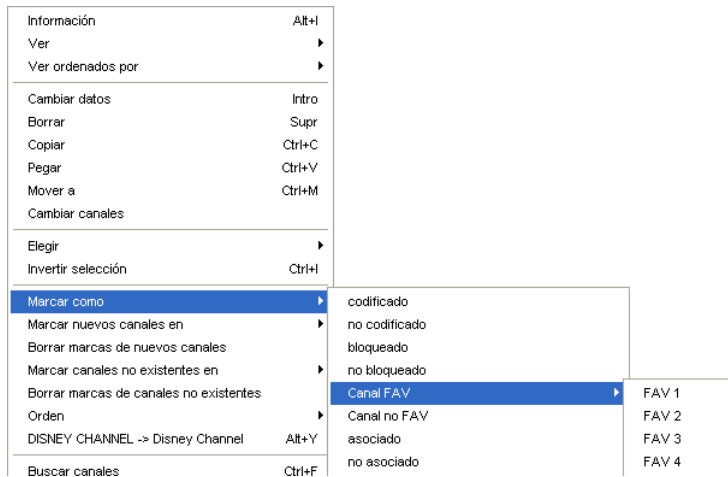 Información Alt+I
Ver
Ver ordenados por
Cambiar datos Intro
Borrar Supr
Copiar Ctrl+C
Pegar Ctrl+V
Mover a Ctrl+M
Cambiar canales
Elegir
Invertir selección Ctrl+I
Marcar como
Marcar nuevos canales en
Borrar marcas de nuevos canales
Marcar canales no existentes en
Borrar marcas de canales no existentes
Orden
DISNEY CHANNEL -> Disney Channel Alt+Y
Buscar canales Ctrl+F
codificado
no codificado
bloqueado
no bloqueado
Canal FAV
Canal no FAV
asociado
no asociado
FAV 1
FAV 2
FAV 3
FAV 4